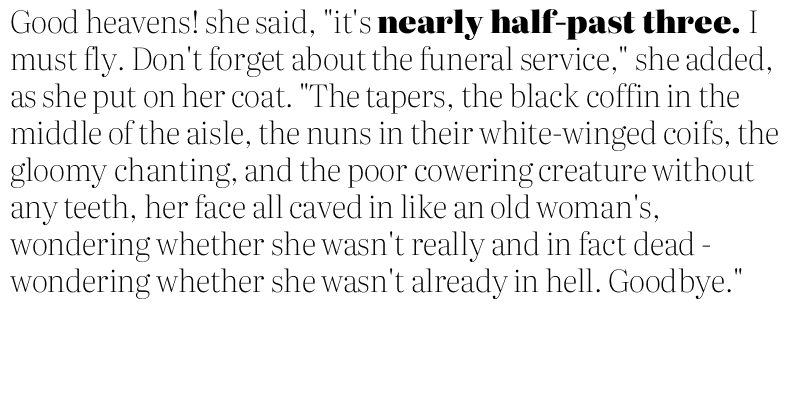 Good heavens! she said, "it's nearly half-past three. I
must fly. Don't forget about the funeral service," she added,
as she put on her coat. "The tapers, the black coffin in the
middle of the aisle, the nuns in their white-winged coifs, the
gloomy chanting, and the poor cowering creature without
any teeth, her face all caved in like an old woman's,
wondering whether she wasn't really and in fact dead -
wondering whether she wasn't already in hell. Goodbye."